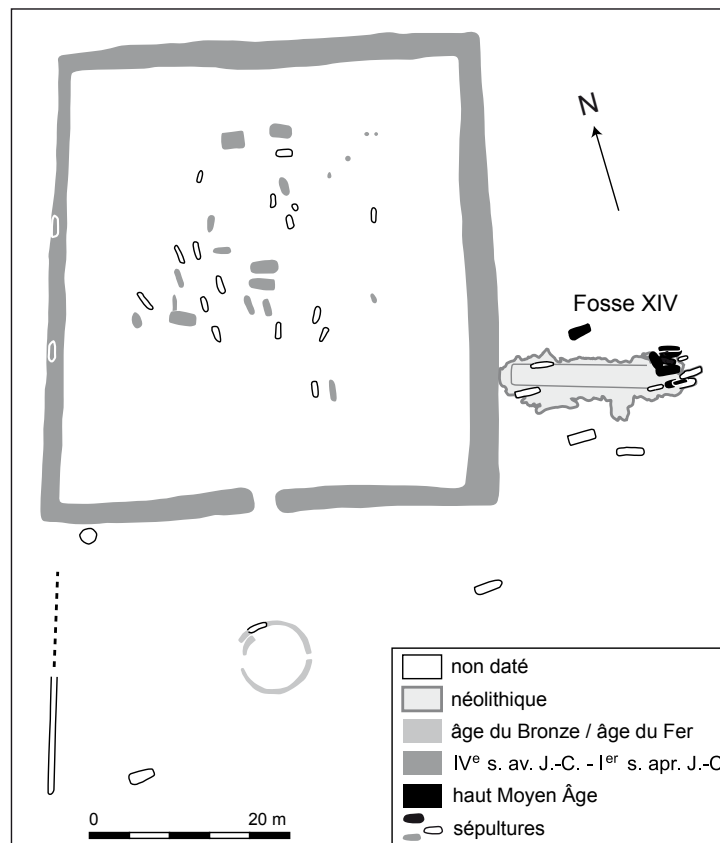 N
Fosse XIV
non daté
néolithique
âge du Bronze / âge du Fer
IVe s. av. J.-C. - Ier s. apr. J.-C
haut Moyen Âge
sépultures
0 20 m